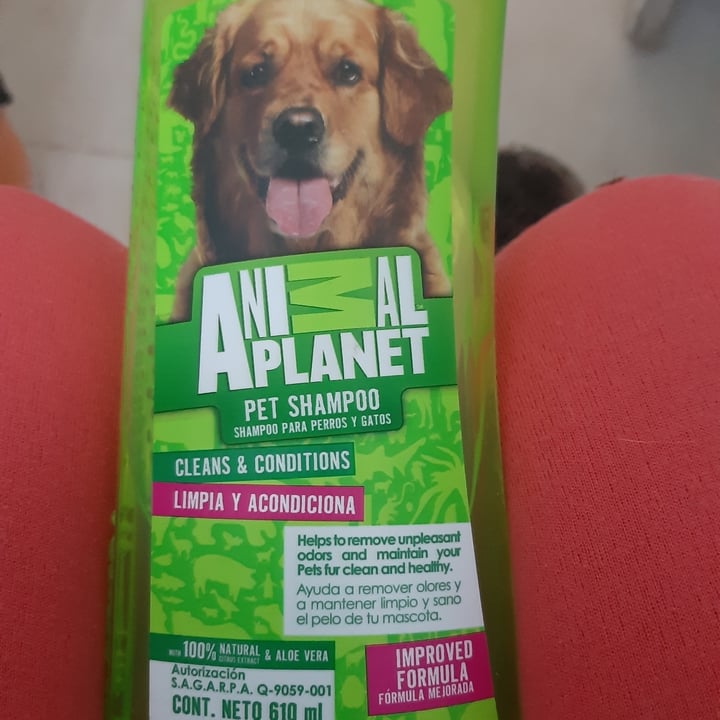 ANIMAL
PLANET
PET SHAMPOO
SHAMPOO PARA PERROS Y GATOS
CLEANS & CONDITIONS
LIMPIA Y ACONDICIONA
Helps to remove unpleasant
odors and maintain your
Pets fur clean and healthy.
Ayuda a remover olores y
a mantener limpio y sano
el pelo de tu mascota.
WITH 100% NATURAL CITRUS EXTRACT & ALOE VERA
Autorización
S.A.G.A.R.P.A. Q-9059-001
CONT. NETO 610 ml
IMPROVED
FORMULA
FÓRMULA MEJORADA